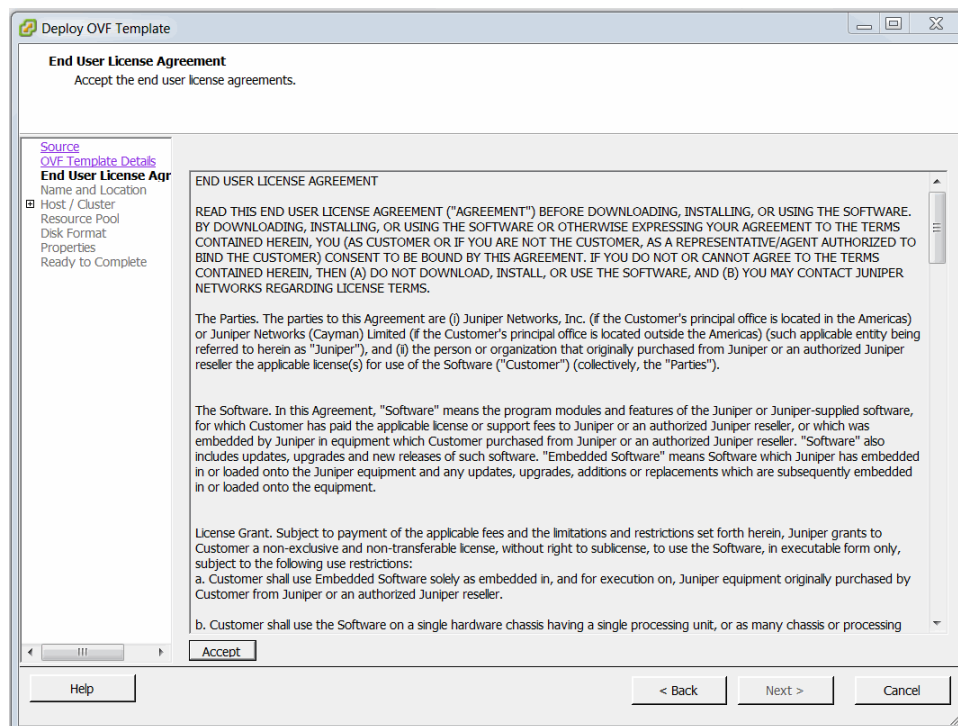 Deploy OVF Template
End User License Agreement
Accept the end user license agreements.
Source
OVF Template Details
End User License Agr
Name and Location
Host / Cluster
Resource Pool
Disk Format
Properties
Ready to Complete
END USER LICENSE AGREEMENT
READ THIS END USER LICENSE AGREEMENT ("AGREEMENT") BEFORE DOWNLOADING, INSTALLING, OR USING THE SOFTWARE.
BY DOWNLOADING, INSTALLING, OR USING THE SOFTWARE OR OTHERWISE EXPRESSING YOUR AGREEMENT TO THE TERMS
CONTAINED HEREIN, YOU (AS CUSTOMER OR IF YOU ARE NOT THE CUSTOMER, AS A REPRESENTATIVE/AGENT AUTHORIZED TO
BIND THE CUSTOMER) CONSENT TO BE BOUND BY THIS AGREEMENT. IF YOU DO NOT OR CANNOT AGREE TO THE TERMS
CONTAINED HEREIN, THEN (A) DO NOT DOWNLOAD, INSTALL, OR USE THE SOFTWARE, AND (B) YOU MAY CONTACT JUNIPER
NETWORKS REGARDING LICENSE TERMS.
The Parties. The parties to this Agreement are (i) Juniper Networks, Inc. (if the Customer's principal office is located in the Americas)
or Juniper Networks (Cayman) Limited (if the Customer's principal office is located outside the Americas) (such applicable entity being
referred to herein as "Juniper"), and (ii) the person or organization that originally purchased from Juniper or an authorized Juniper
reseller the applicable license(s) for use of the Software ("Customer") (collectively, the "Parties").
The Software. In this Agreement, "Software" means the program modules and features of the Juniper or Juniper-supplied software,
for which Customer has paid the applicable license or support fees to Juniper or an authorized Juniper reseller, or which was
embedded by Juniper in equipment which Customer purchased from Juniper or an authorized Juniper reseller. "Software" also
includes updates, upgrades and new releases of such software. "Embedded Software" means Software which Juniper has embedded
in or loaded onto the Juniper equipment and any updates, upgrades, additions or replacements which are subsequently embedded
in or loaded onto the equipment.
License Grant. Subject to payment of the applicable fees and the limitations and restrictions set forth herein, Juniper grants to
Customer a non-exclusive and non-transferable license, without right to sublicense, to use the Software, in executable form only,
subject to the following use restrictions:
a. Customer shall use Embedded Software solely as embedded in, and for execution on, Juniper equipment originally purchased by
Customer from Juniper or an authorized Juniper reseller.
b. Customer shall use the Software on a single hardware chassis having a single processing unit, or as many chassis or processing
Accept
Help
< Back
Next >
Cancel